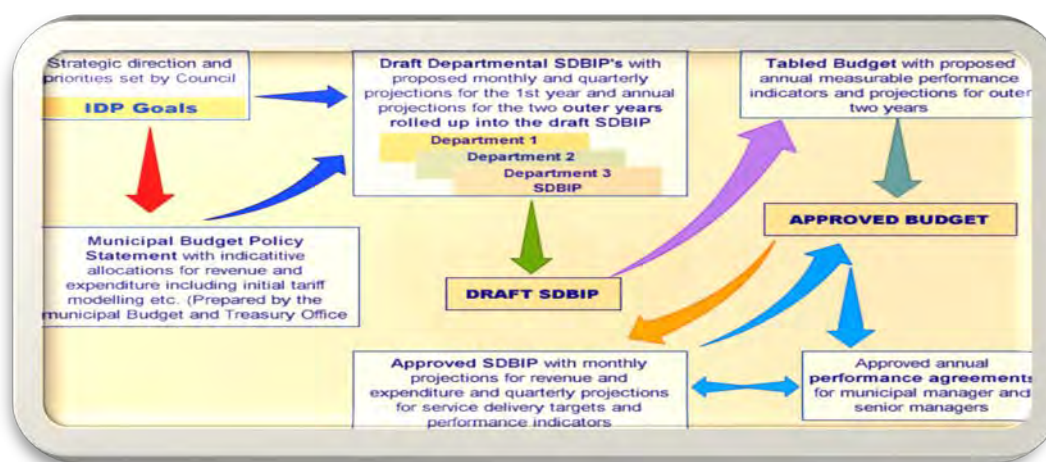 Strategic direction and
priorities set by Council
IDP Goals
Municipal Budget Policy
Statement with indicatitive
allocations for revenue and
expenditure including initial tariff
modelling etc. (Prepared by the
municipal Budget and Treasury Office
Draft Departmental SDBIP's with
proposed monthly and quarterly
projections for the 1st year and annual
projections for the two outer years
rolled up into the draft SDBIP
Department 1
Department 2
Department 3
SDBIP
DRAFT SDBIP
Tabled Budget with proposed
annual measurable performance
indicators and projections for outer
two years
APPROVED BUDGET
Approved SDBIP with monthly
projections for revenue and
expenditure and quarterly projections
for service delivery targets and
performance indicators
Approved annual
performance agreements
for municipal manager and
senior managers